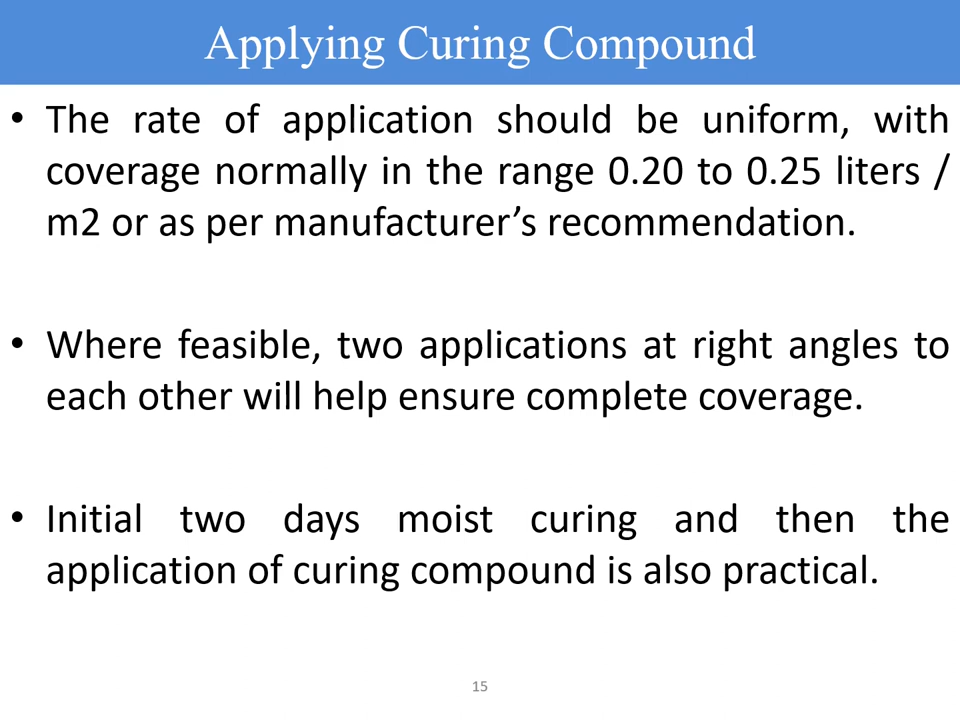 Applying Curing Compound
• The rate of application should be uniform, with
coverage normally in the range 0.20 to 0.25 liters /
m2 or as per manufacturer’s recommendation.
• Where feasible, two applications at right angles to
each other will help ensure complete coverage.
• Initial two days moist curing and then the
application of curing compound is also practical.
15